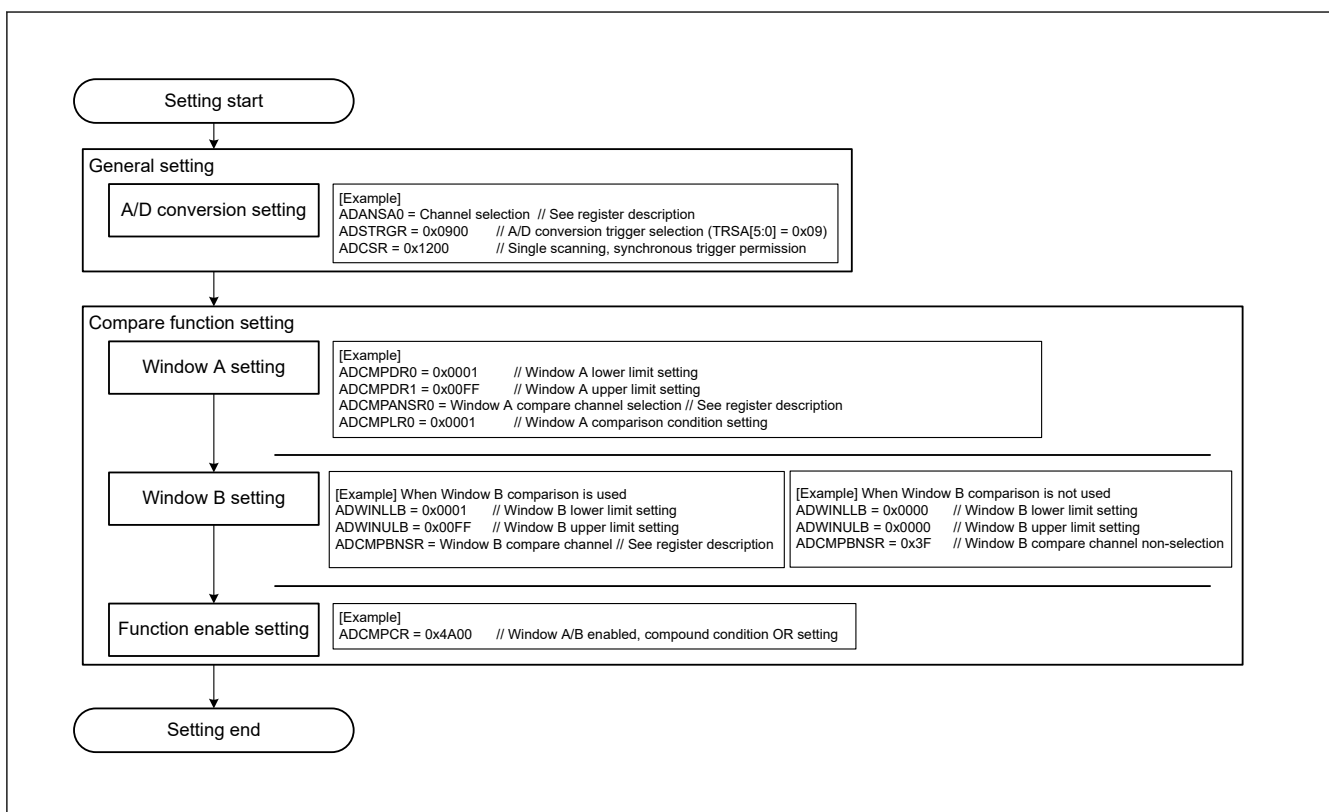 Setting start
General setting
A/D conversion setting
[Example]
ADANSA0 = Channel selection // See register description
ADSTRGR = 0x0900 // A/D conversion trigger selection (TRSA[5:0] = 0x09)
ADCSR = 0x1200 // Single scanning, synchronous trigger permission
Compare function setting
Window A setting
[Example]
ADCMPDR0 = 0x0001 // Window A lower limit setting
ADCMPDR1 = 0x00FF // Window A upper limit setting
ADCMPANSR0 = Window A compare channel selection // See register description
ADCMPLR0 = 0x0001 // Window A comparison condition setting
Window B setting
[Example] When Window B comparison is used
ADWINLLB = 0x0001 // Window B lower limit setting
ADWINULB = 0x00FF // Window B upper limit setting
ADCMPBNSR = Window B compare channel // See register description
[Example] When Window B comparison is not used
ADWINLLB = 0x0000 // Window B lower limit setting
ADWINULB = 0x0000 // Window B upper limit setting
ADCMPBNSR = 0x3F // Window B compare channel non-selection
Function enable setting
[Example]
ADCMPCR = 0x4A00 // Window A/B enabled, compound condition OR setting
Setting end